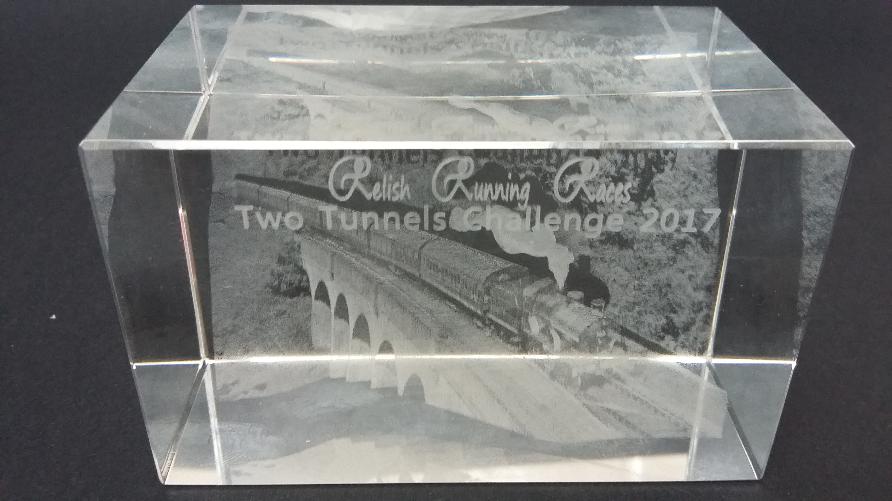 Relish Running Races
Two Tunnels Challenge 2017